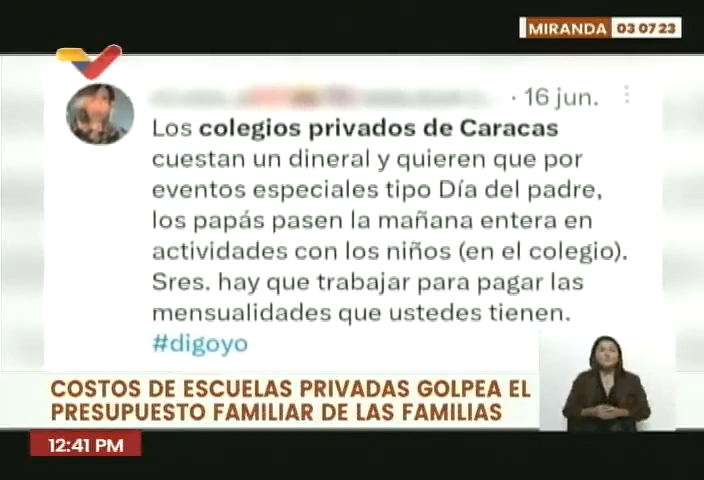 MIRANDA 03 07 23
· 16 jun.
Los colegios privados de Caracas
cuestan un dineral y quieren que por
eventos especiales tipo Día del padre,
los papás pasen la mañana entera en
actividades con los niños (en el colegio).
Sres. hay que trabajar para pagar las
mensualidades que ustedes tienen.
#digoyo
COSTOS DE ESCUELAS PRIVADAS GOLPEA EL
PRESUPUESTO FAMILIAR DE LAS FAMILIAS
12:41 PM